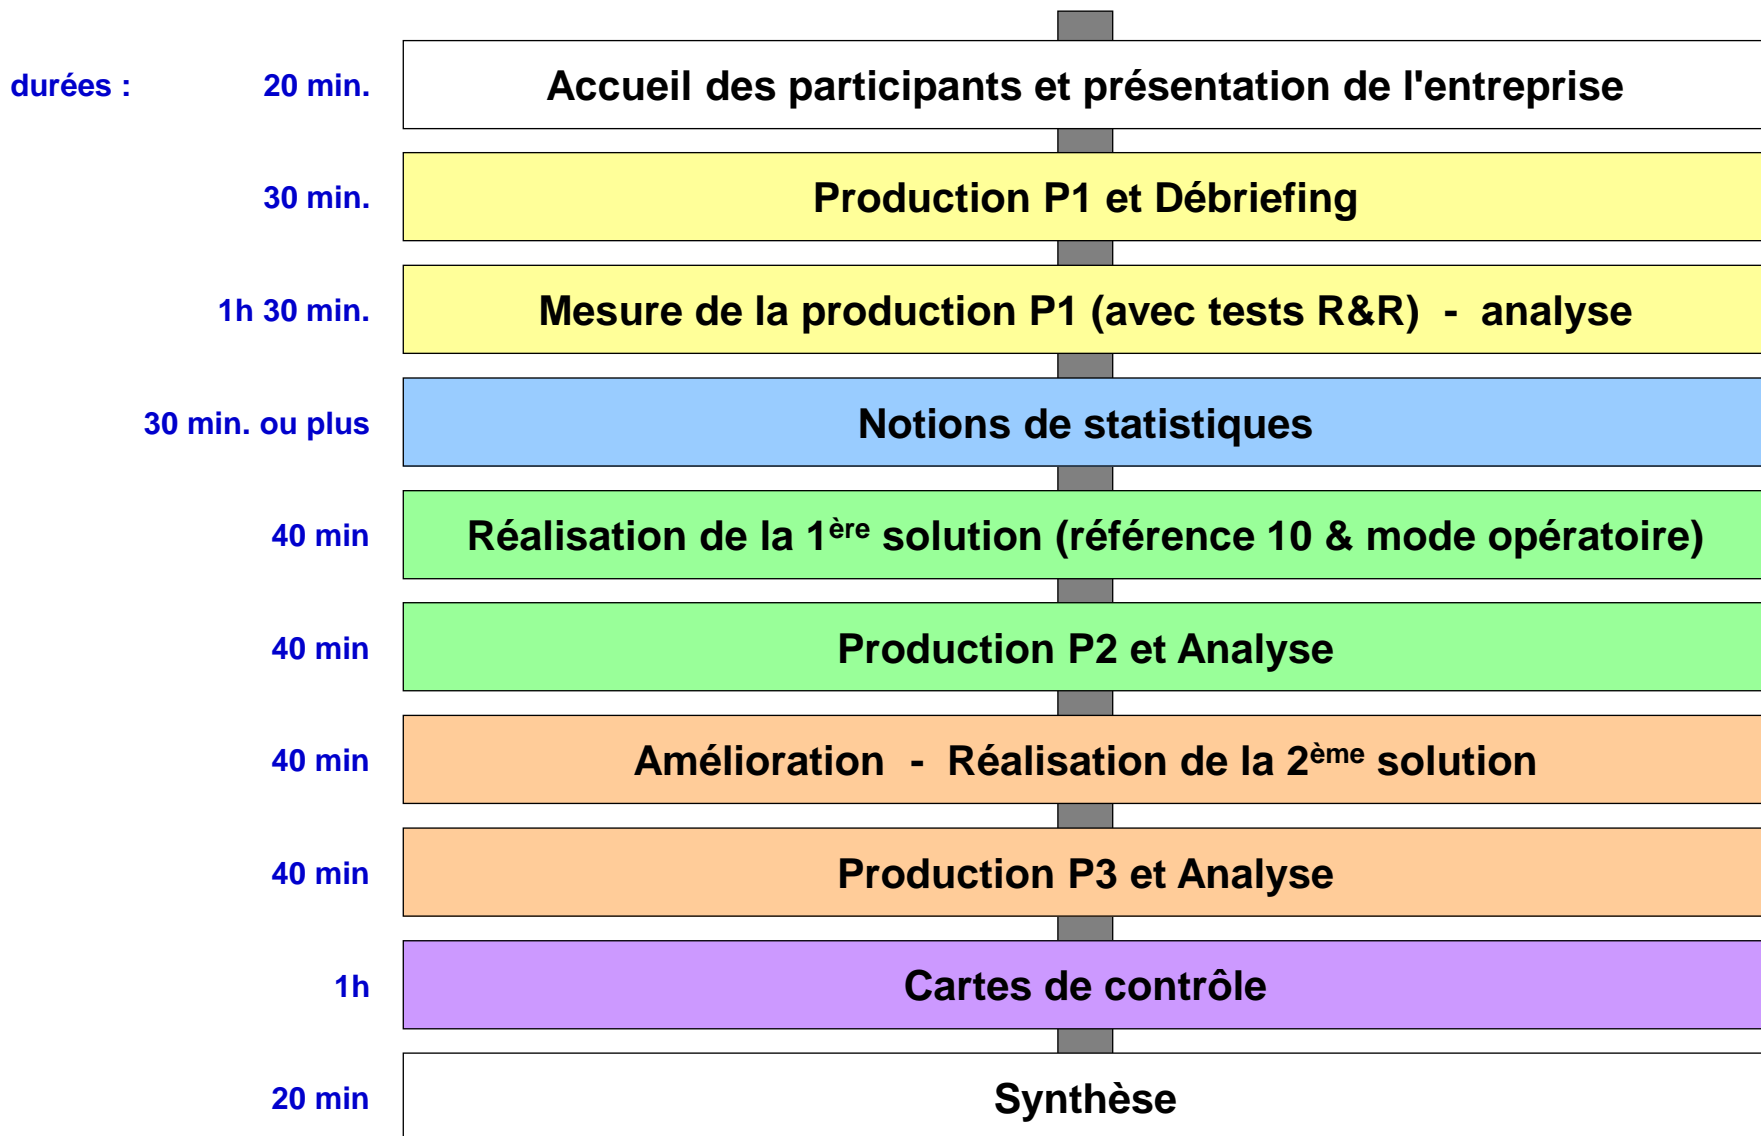 durées : 20 min. Accueil des participants et présentation de l'entreprise
30 min. Production P1 et Débriefing
1h 30 min. Mesure de la production P1 (avec tests R&R) - analyse
30 min. ou plus Notions de statistiques
40 min Réalisation de la 1ère solution (référence 10 & mode opératoire)
40 min Production P2 et Analyse
40 min Amélioration - Réalisation de la 2ème solution
40 min Production P3 et Analyse
1h Cartes de contrôle
20 min Synthèse